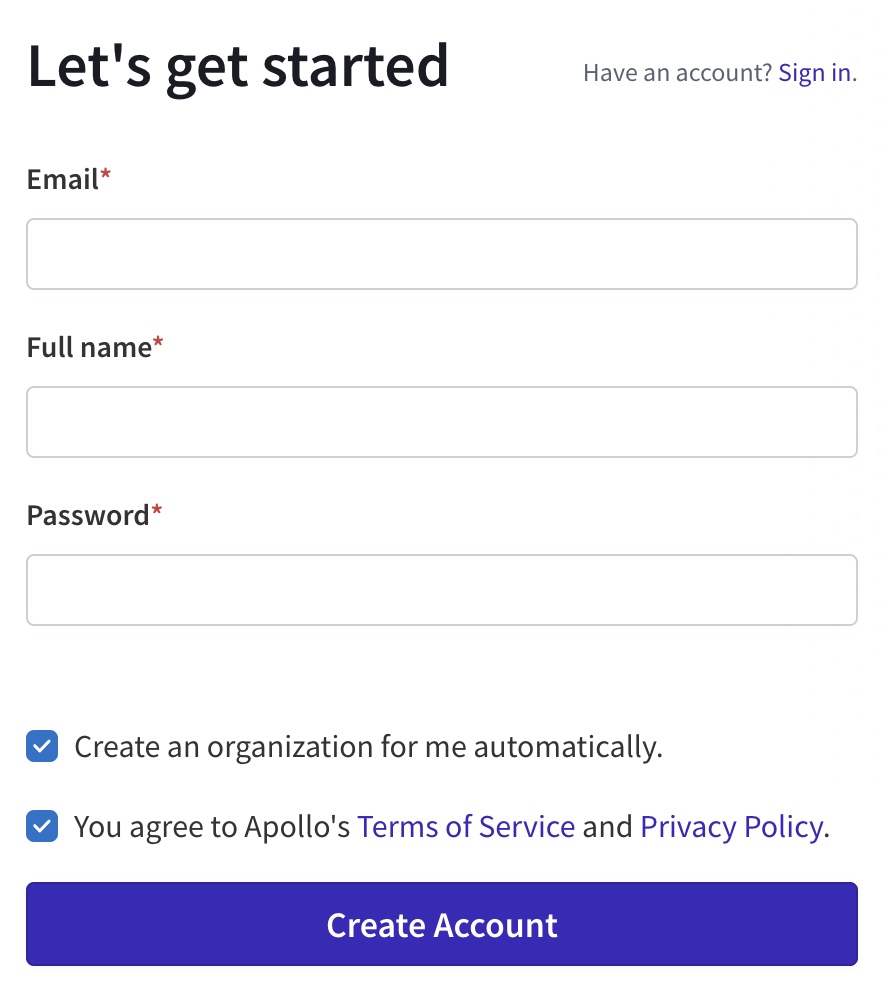 Let's get started
Have an account? Sign in.
Email*
Full name*
Password*
Create an organization for me automatically.
You agree to Apollo's Terms of Service and Privacy Policy.
Create Account